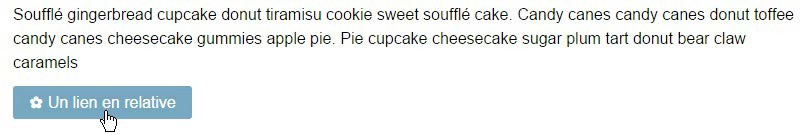 Soufflé gingerbread cupcake donut tiramisu cookie sweet soufflé cake. Candy canes candy canes donut toffee
candy canes cheesecake gummies apple pie. Pie cupcake cheesecake sugar plum tart donut bear claw
caramels
✿ Un lien en relative